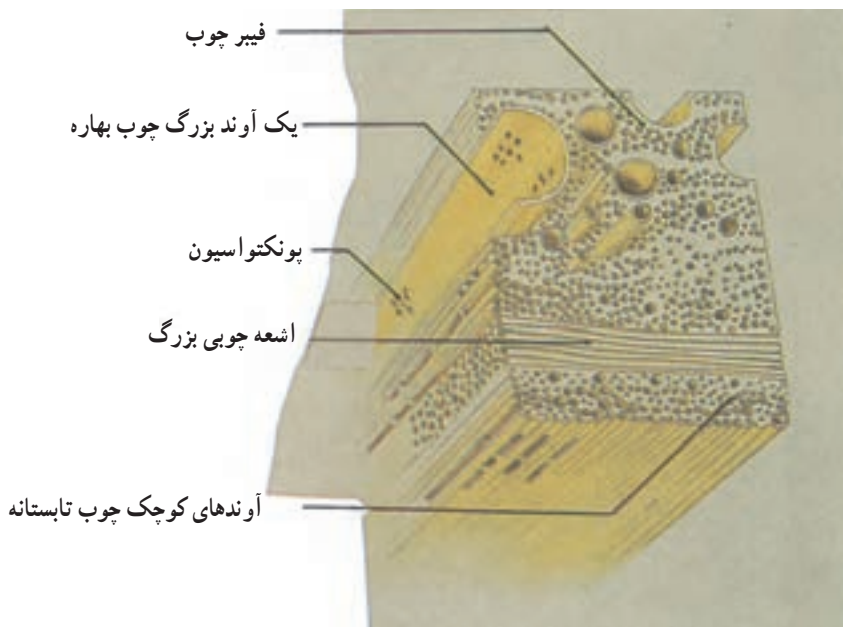 فیبر چوب
یک آوند بزرگ چوب بهاره
پونکتواسیون
اشعه چوبی بزرگ
آوندهای کوچک چوب تابستانه